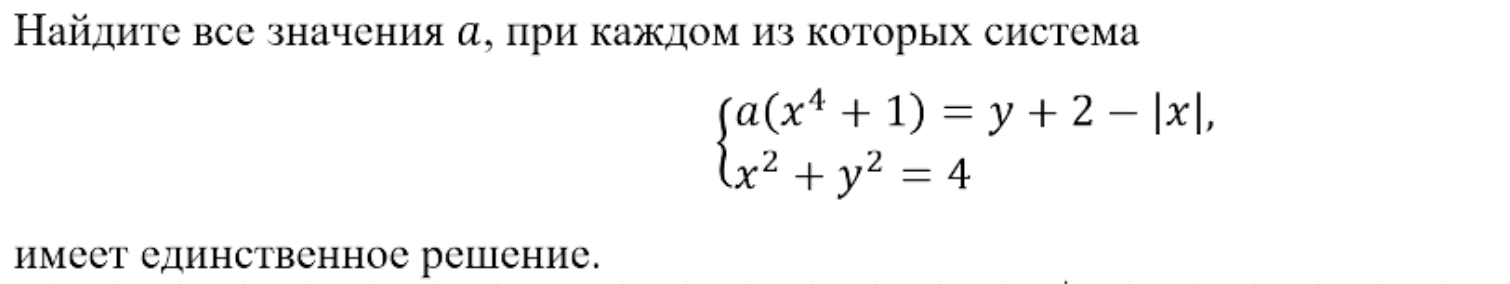 Найдите все значения a, при каждом из которых система
{a(x⁴ + 1) = y + 2 − |x|,
x² + y² = 4
имеет единственное решение.